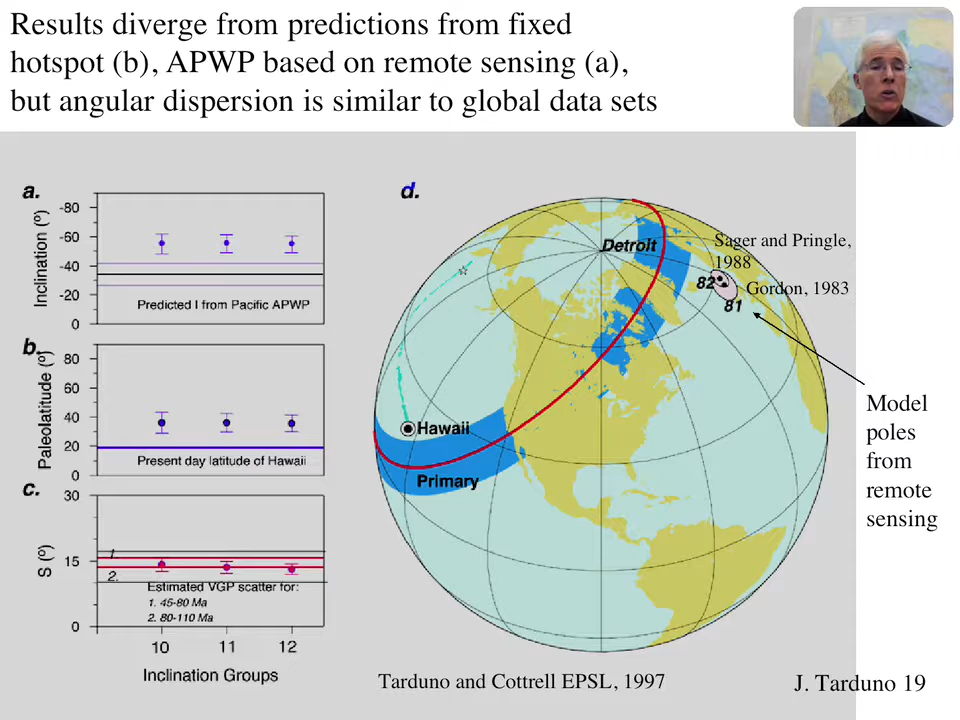 Results diverge from predictions from fixed
hotspot (b), APWP based on remote sensing (a),
but angular dispersion is similar to global data sets
a.
Inclination (º)
-80
-60
-40
-20
0
Predicted I from Pacific APWP
b.
Paleolatitude (º)
80
60
40
20
0
Present day latitude of Hawaii
c.
S (º)
30
15
0
1.
2.
Estimated VGP scatter for:
1. 45-80 Ma
2. 80-110 Ma
10 11 12
Inclination Groups
d.
Detroit
Sager and Pringle,
1988
82
Gordon, 1983
81
Hawaii
Primary
Model
poles
from
remote
sensing
Tarduno and Cottrell EPSL, 1997
J. Tarduno 19